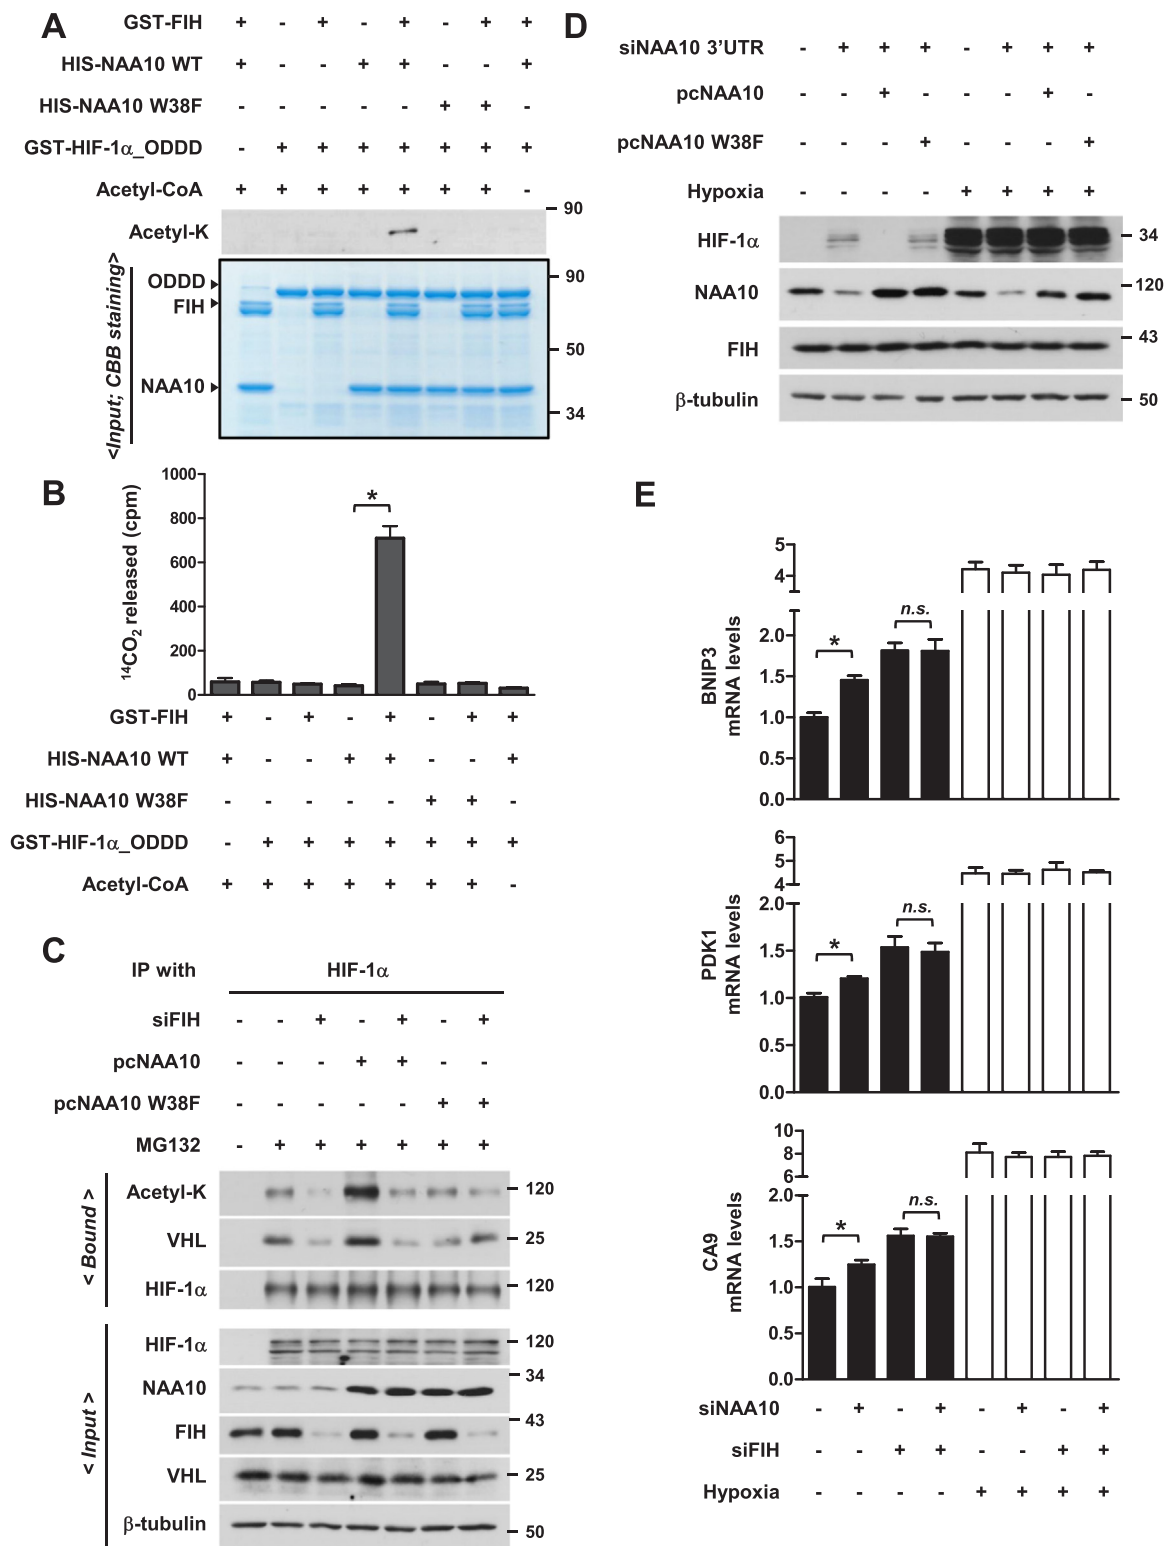 A
GST-FIH + - + - + - + +
HIS-NAA10 WT + - - + + - - +
HIS-NAA10 W38F - - - - - + + -
GST-HIF-1α_ODDD - + + + + + + +
Acetyl-CoA + + + + + + + -
Acetyl-K
90
<Input; CBB staining>
ODDD
FIH
NAA10
90
50
34
B
14CO2 released (cpm)
1000
800
600
400
200
0
*
GST-FIH + - + - + - + +
HIS-NAA10 WT + - - + + - - +
HIS-NAA10 W38F - - - - - + + -
GST-HIF-1α_ODDD - + + + + + + +
Acetyl-CoA + + + + + + + -
C
IP with HIF-1α
siFIH - - + - + - +
pcNAA10 - - - + + - -
pcNAA10 W38F - - - - - + +
MG132 - + + + + + +
< Bound >
Acetyl-K 120
VHL 25
HIF-1α 120
< Input >
HIF-1α 120
NAA10 34
FIH 43
VHL 25
β-tubulin 50
D
siNAA10 3'UTR - + + + - + + +
pcNAA10 - - + - - - + -
pcNAA10 W38F - - - + - - - +
Hypoxia - - - - + + + +
HIF-1α 34
NAA10 120
FIH 43
β-tubulin 50
E
BNIP3
mRNA levels
5
4
2.0
1.5
1.0
0.5
0.0
*
n.s.
PDK1
mRNA levels
6
5
4
2.0
1.5
1.0
0.5
0.0
*
n.s.
CA9
mRNA levels
10
8
6
2.0
1.5
1.0
0.5
0.0
*
n.s.
siNAA10 - + - + - + - +
siFIH - - + + - - + +
Hypoxia - - - - + + + +